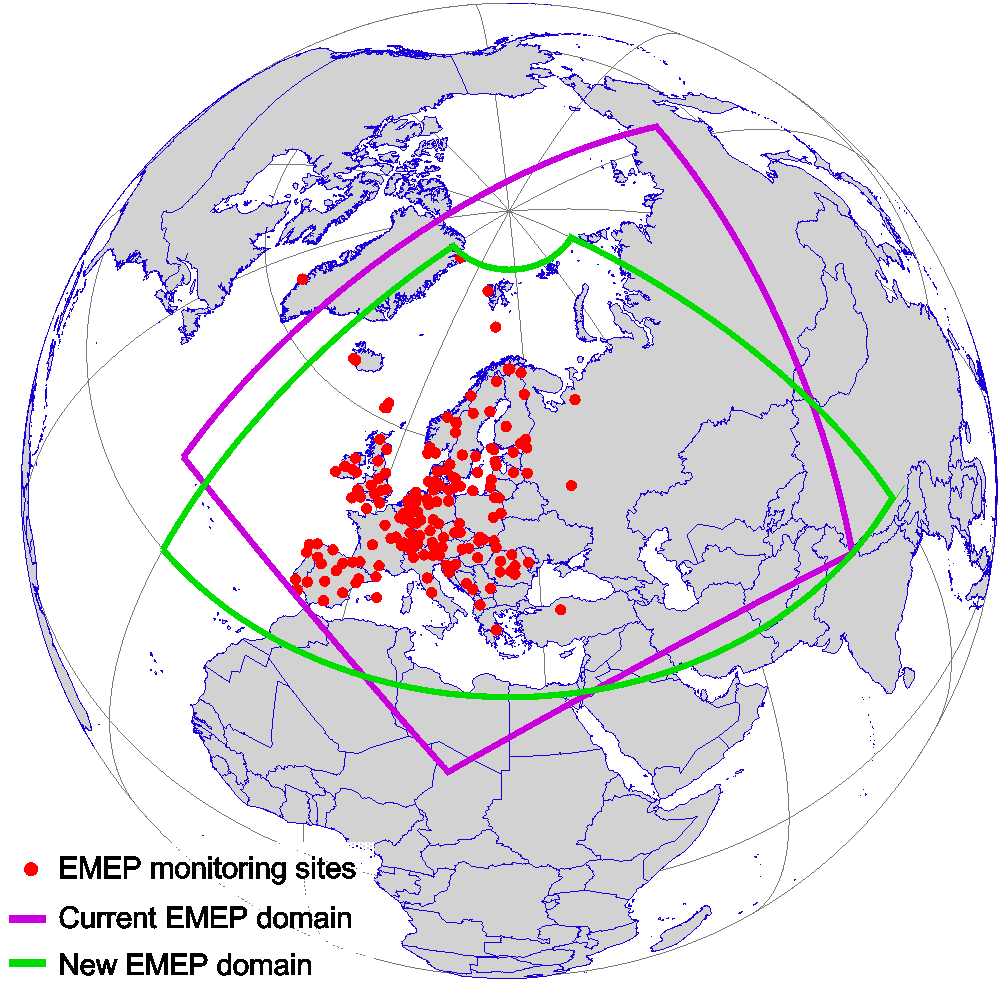 EMEP monitoring sites
Current EMEP domain
New EMEP domain